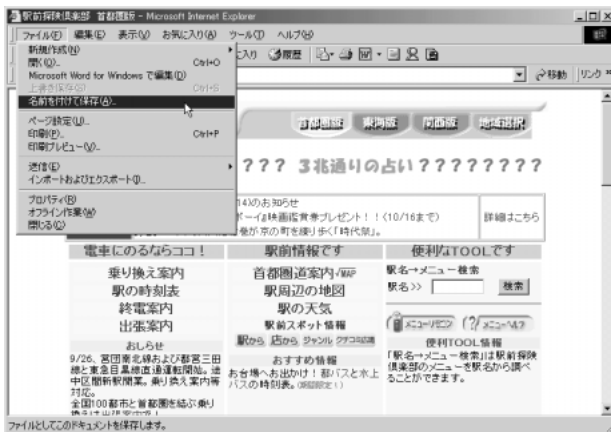 駅前探険倶楽部 首都圏版 - Microsoft Internet Explorer
ファイル(F) 編集(E) 表示(V) お気に入り(A) ツール(T) ヘルプ(H)
新規作成(N)
開く(O)... Ctrl+O
Microsoft Word for Windows で編集(D)
上書き保存(S) Ctrl+S
名前を付けて保存(A)...
ページ設定(U)...
印刷(P)... Ctrl+P
印刷プレビュー(V)...
送信(E)
インポートおよびエクスポート(I)...
プロパティ(R)
オフライン作業(W)
閉じる(C)
履歴
移動 リンク
首都圏版 東海版 関西版 地域選択
??? 3兆通りの占い????????
のお知らせ
ボーイ』映画鑑賞券プレゼント!!(10/16まで)
巻が京の町を練り歩く「時代祭」。
詳細はこちら
電車にのるならココ! 駅前情報です 便利なTOOLです
乗り換え案内
駅の時刻表
終電案内
出張案内
おしらせ
9/26、営団南北線および都営三田
線と東急目黒線直通運転開始。途
中区間新駅開業。乗り換え案内等
対応。
全国100都市と首都圏を結ぶ乗り
首都圏道案内 MAP
駅周辺の地図
駅の天気
駅前スポット情報
駅から 店から ジャンル
おすすめ情報
お台場へお出かけ!都バスと水上
バスの時刻表。
駅名→メニュー検索
駅名>> 検索
便利TOOL情報
「駅名→メニュー検索」は駅前探険
倶楽部のメニューを駅名から調べ
ることができます。
ファイルとしてこのドキュメントを保存します。